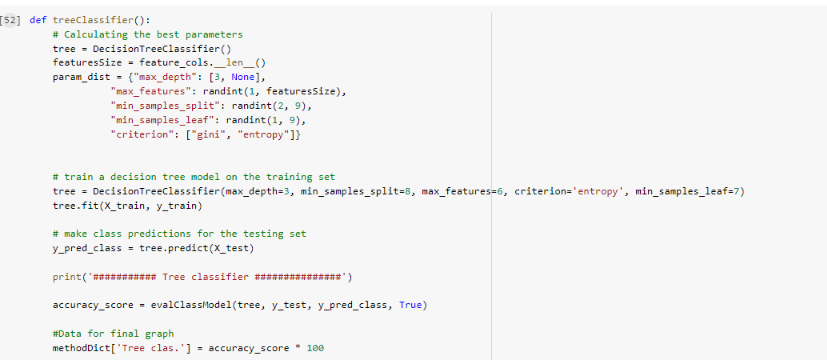 [52] def treeClassifier():
# Calculating the best parameters
tree = DecisionTreeClassifier()
featuresSize = feature_cols.__len__()
param_dist = {"max_depth": [3, None],
"max_features": randint(1, featuresSize),
"min_samples_split": randint(2, 9),
"min_samples_leaf": randint(1, 9),
"criterion": ["gini", "entropy"]}
# train a decision tree model on the training set
tree = DecisionTreeClassifier(max_depth=3, min_samples_split=8, max_features=6, criterion='entropy', min_samples_leaf=7)
tree.fit(X_train, y_train)
# make class predictions for the testing set
y_pred_class = tree.predict(X_test)
print('########### Tree classifier ###############')
accuracy_score = evalClassModel(tree, y_test, y_pred_class, True)
#Data for final graph
methodDict['Tree clas.'] = accuracy_score * 100